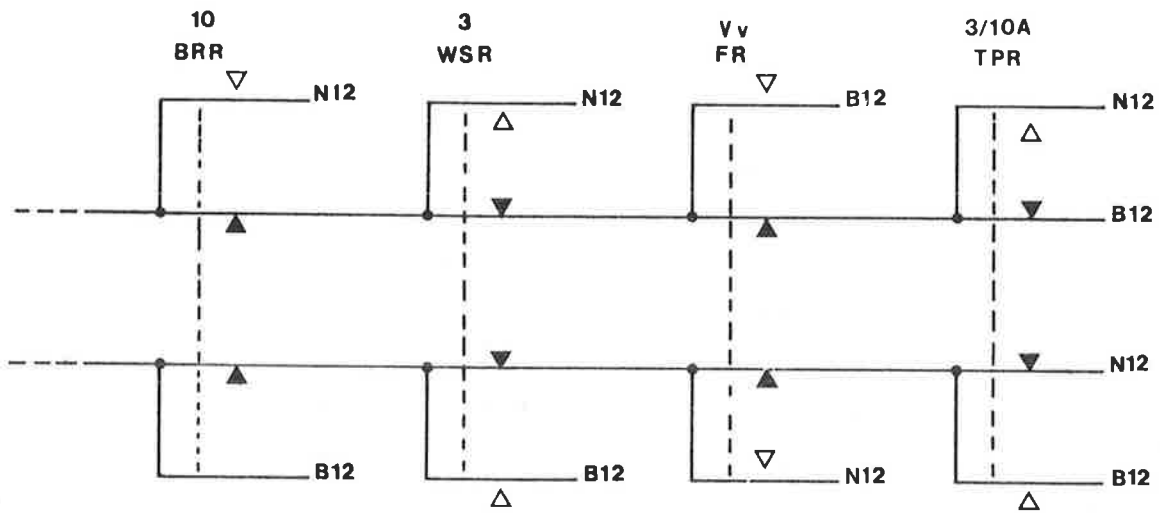 10 3 Vv 3/10A
BRR WSR FR TPR
N12 N12 B12 N12
B12
N12
B12 B12 N12 B12